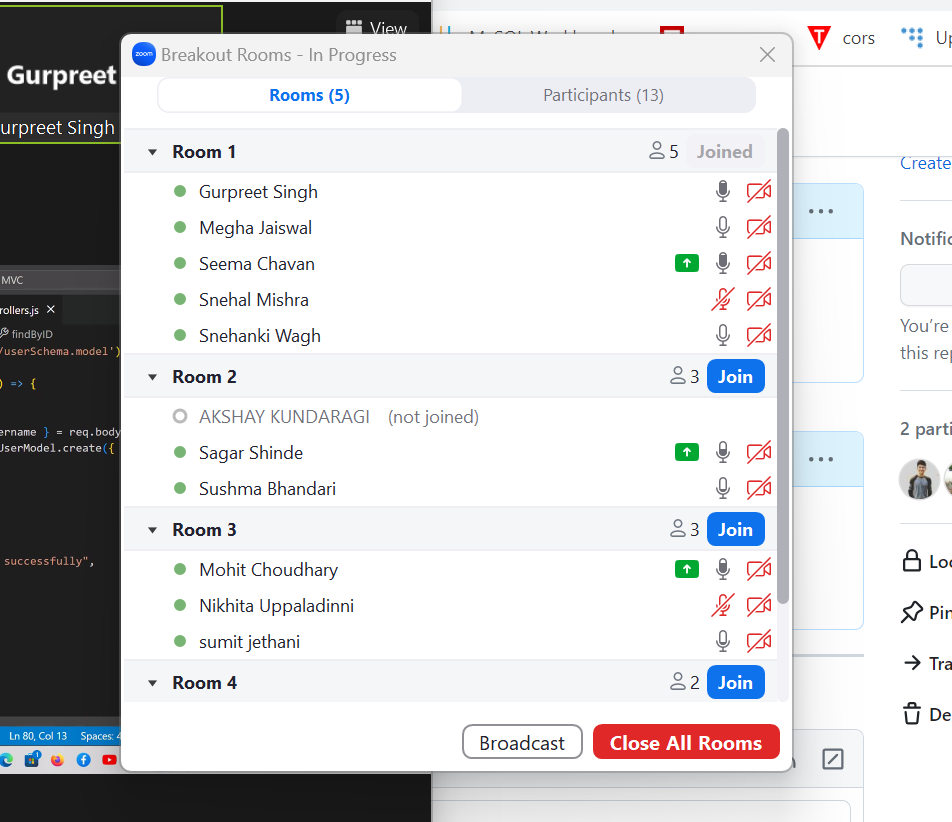 View
Gurpreet
urpreet Singh
zoom Breakout Rooms - In Progress
Rooms (5) Participants (13)
Room 1 5 Joined
Gurpreet Singh
Megha Jaiswal
Seema Chavan
Snehal Mishra
Snehanki Wagh
Room 2 3 Join
AKSHAY KUNDARAGI (not joined)
Sagar Shinde
Sushma Bhandari
Room 3 3 Join
Mohit Choudhary
Nikhita Uppaladinni
sumit jethani
Room 4 2 Join
Broadcast Close All Rooms
MVC
rollers.js
findByID
/userSchema.model')
) => {
ername } = req.body
UserModel.create({
successfully",
Ln 80, Col 13 Spaces: 4
1
T cors Up
Create
Notific
You're
this rep
2 parti
Loc
Pin
Tra
De